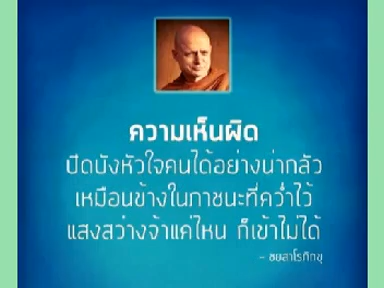 ความเห็นผิด
ปิดบังหัวใจคนได้อย่างน่ากลัว
เหมือนข้างในภาชนะที่คว่ำไว้
แสงสว่างจ้าแค่ไหน ก็เข้าไม่ได้
- ชยสาโรภิกขุ